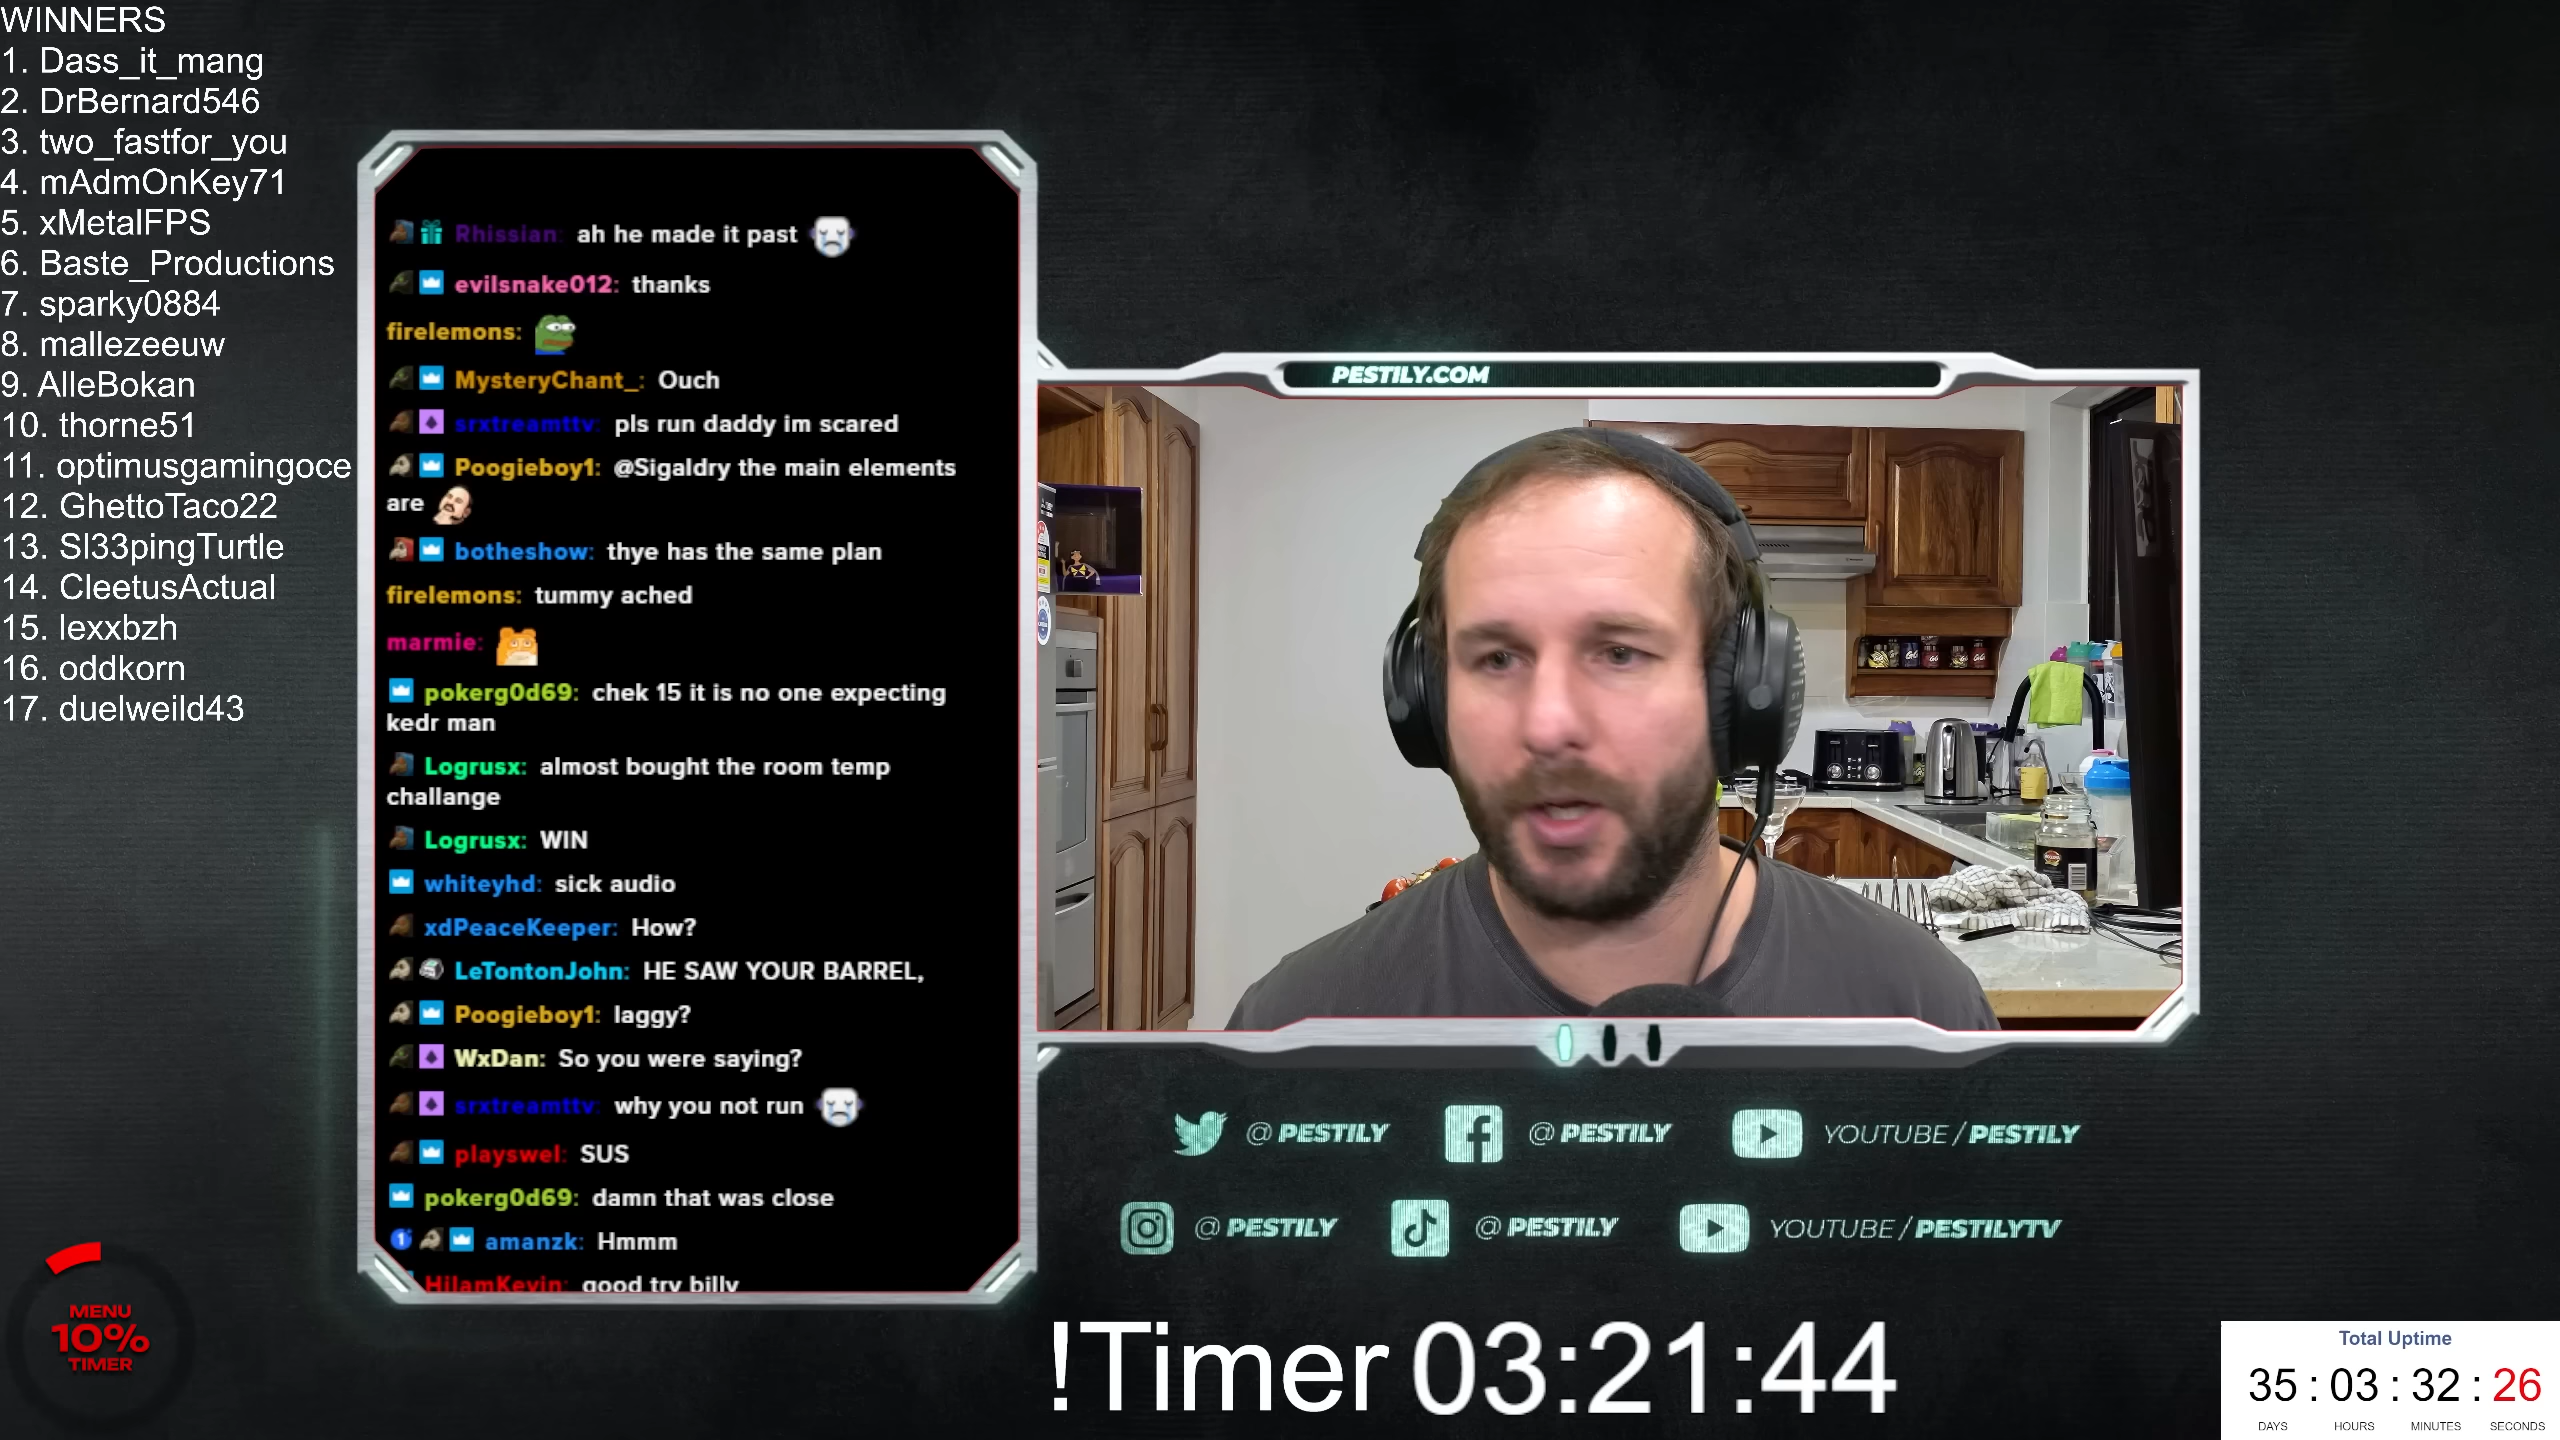 WINNERS
1. Dass_it_mang
2. DrBernard546
3. two_fastfor_you
4. mAdmOnKey71
5. xMetalFPS
6. Baste_Productions
7. sparky0884
8. mallezeeuw
9. AlleBokan
10. thorne51
11. optimusgamingoce
12. GhettoTaco22
13. Sl33pingTurtle
14. CleetusActual
15. lexxbzh
16. oddkorn
17. duelweild43
Rhissian: ah he made it past
evilsnake012: thanks
firelemons:
MysteryChant_: Ouch
srxtreamttv: pls run daddy im scared
Poogieboy1: @Sigaldry the main elements
are
botheshow: thye has the same plan
firelemons: tummy ached
marmie:
pokerg0d69: chek 15 it is no one expecting
kedr man
Logrusx: almost bought the room temp
challange
Logrusx: WIN
whiteyhd: sick audio
xdPeaceKeeper: How?
LeTontonJohn: HE SAW YOUR BARREL,
Poogieboy1: laggy?
WxDan: So you were saying?
srxtreamttv: why you not run
playswel: SUS
pokerg0d69: damn that was close
amanzk: Hmmm
HilamKevin: good try billy
PESTILY.COM
@PESTILY
@PESTILY
YOUTUBE/PESTILY
@PESTILY
@PESTILY
YOUTUBE/PESTILYTV
MENU
10%
TIMER
!Timer 03:21:44
Total Uptime
35 : 03 : 32 : 26
DAYS HOURS MINUTES SECONDS